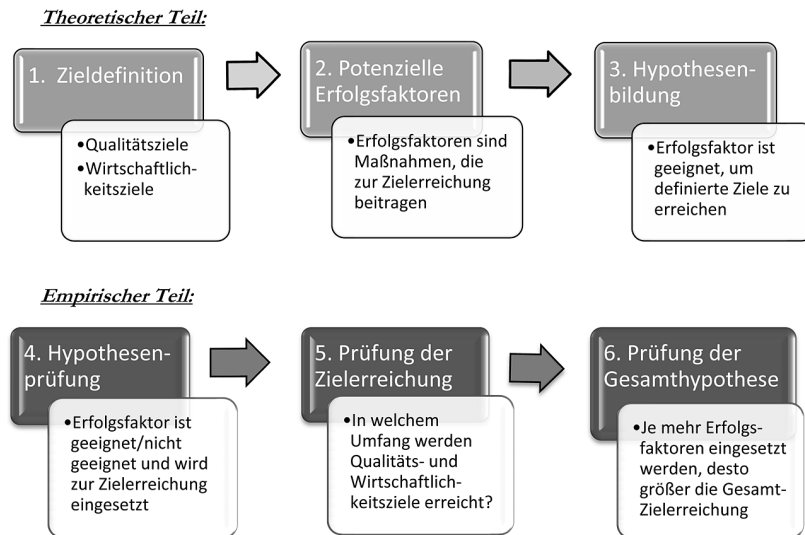 Theoretischer Teil:
1. Zieldefinition
•Qualitätsziele
•Wirtschaftlich-
keitsziele
2. Potenzielle
Erfolgsfaktoren
•Erfolgsfaktoren sind
Maßnahmen, die
zur Zielerreichung
beitragen
3. Hypothesen-
bildung
•Erfolgsfaktor ist
geeignet, um
definierte Ziele zu
erreichen
Empirischer Teil:
4. Hypothesen-
prüfung
•Erfolgsfaktor ist
geeignet/nicht
geeignet und wird
zur Zielerreichung
eingesetzt
5. Prüfung der
Zielerreichung
•In welchem
Umfang werden
Qualitäts- und
Wirtschaftlich-
keitsziele erreicht?
6. Prüfung der
Gesamthypothese
•Je mehr Erfolgs-
faktoren eingesetzt
werden, desto
größer die Gesamt-
Zielerreichung